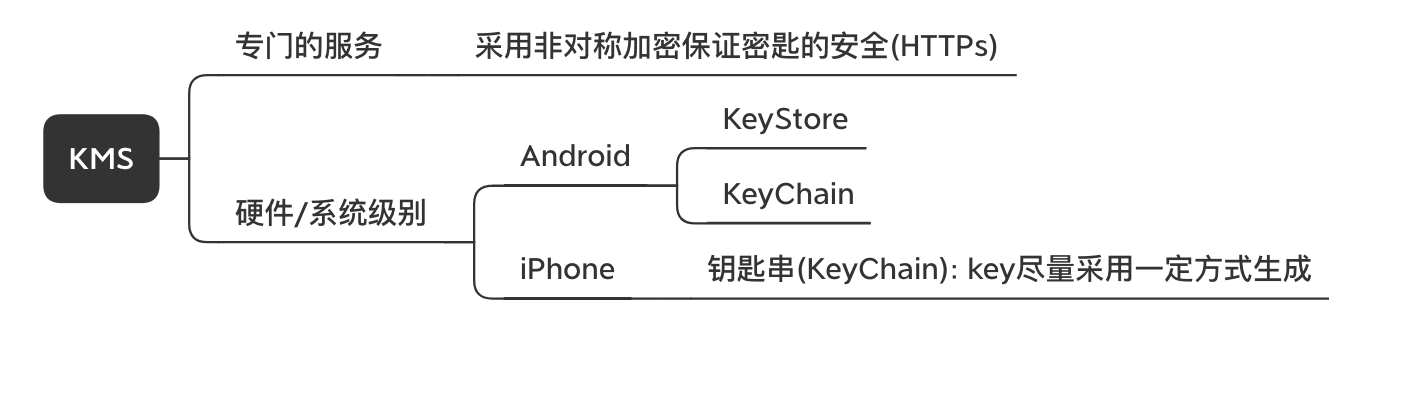 KMS
专门的服务
采用非对称加密保证密匙的安全(HTTPs)
硬件/系统级别
Android
KeyStore
KeyChain
iPhone
钥匙串(KeyChain): key尽量采用一定方式生成